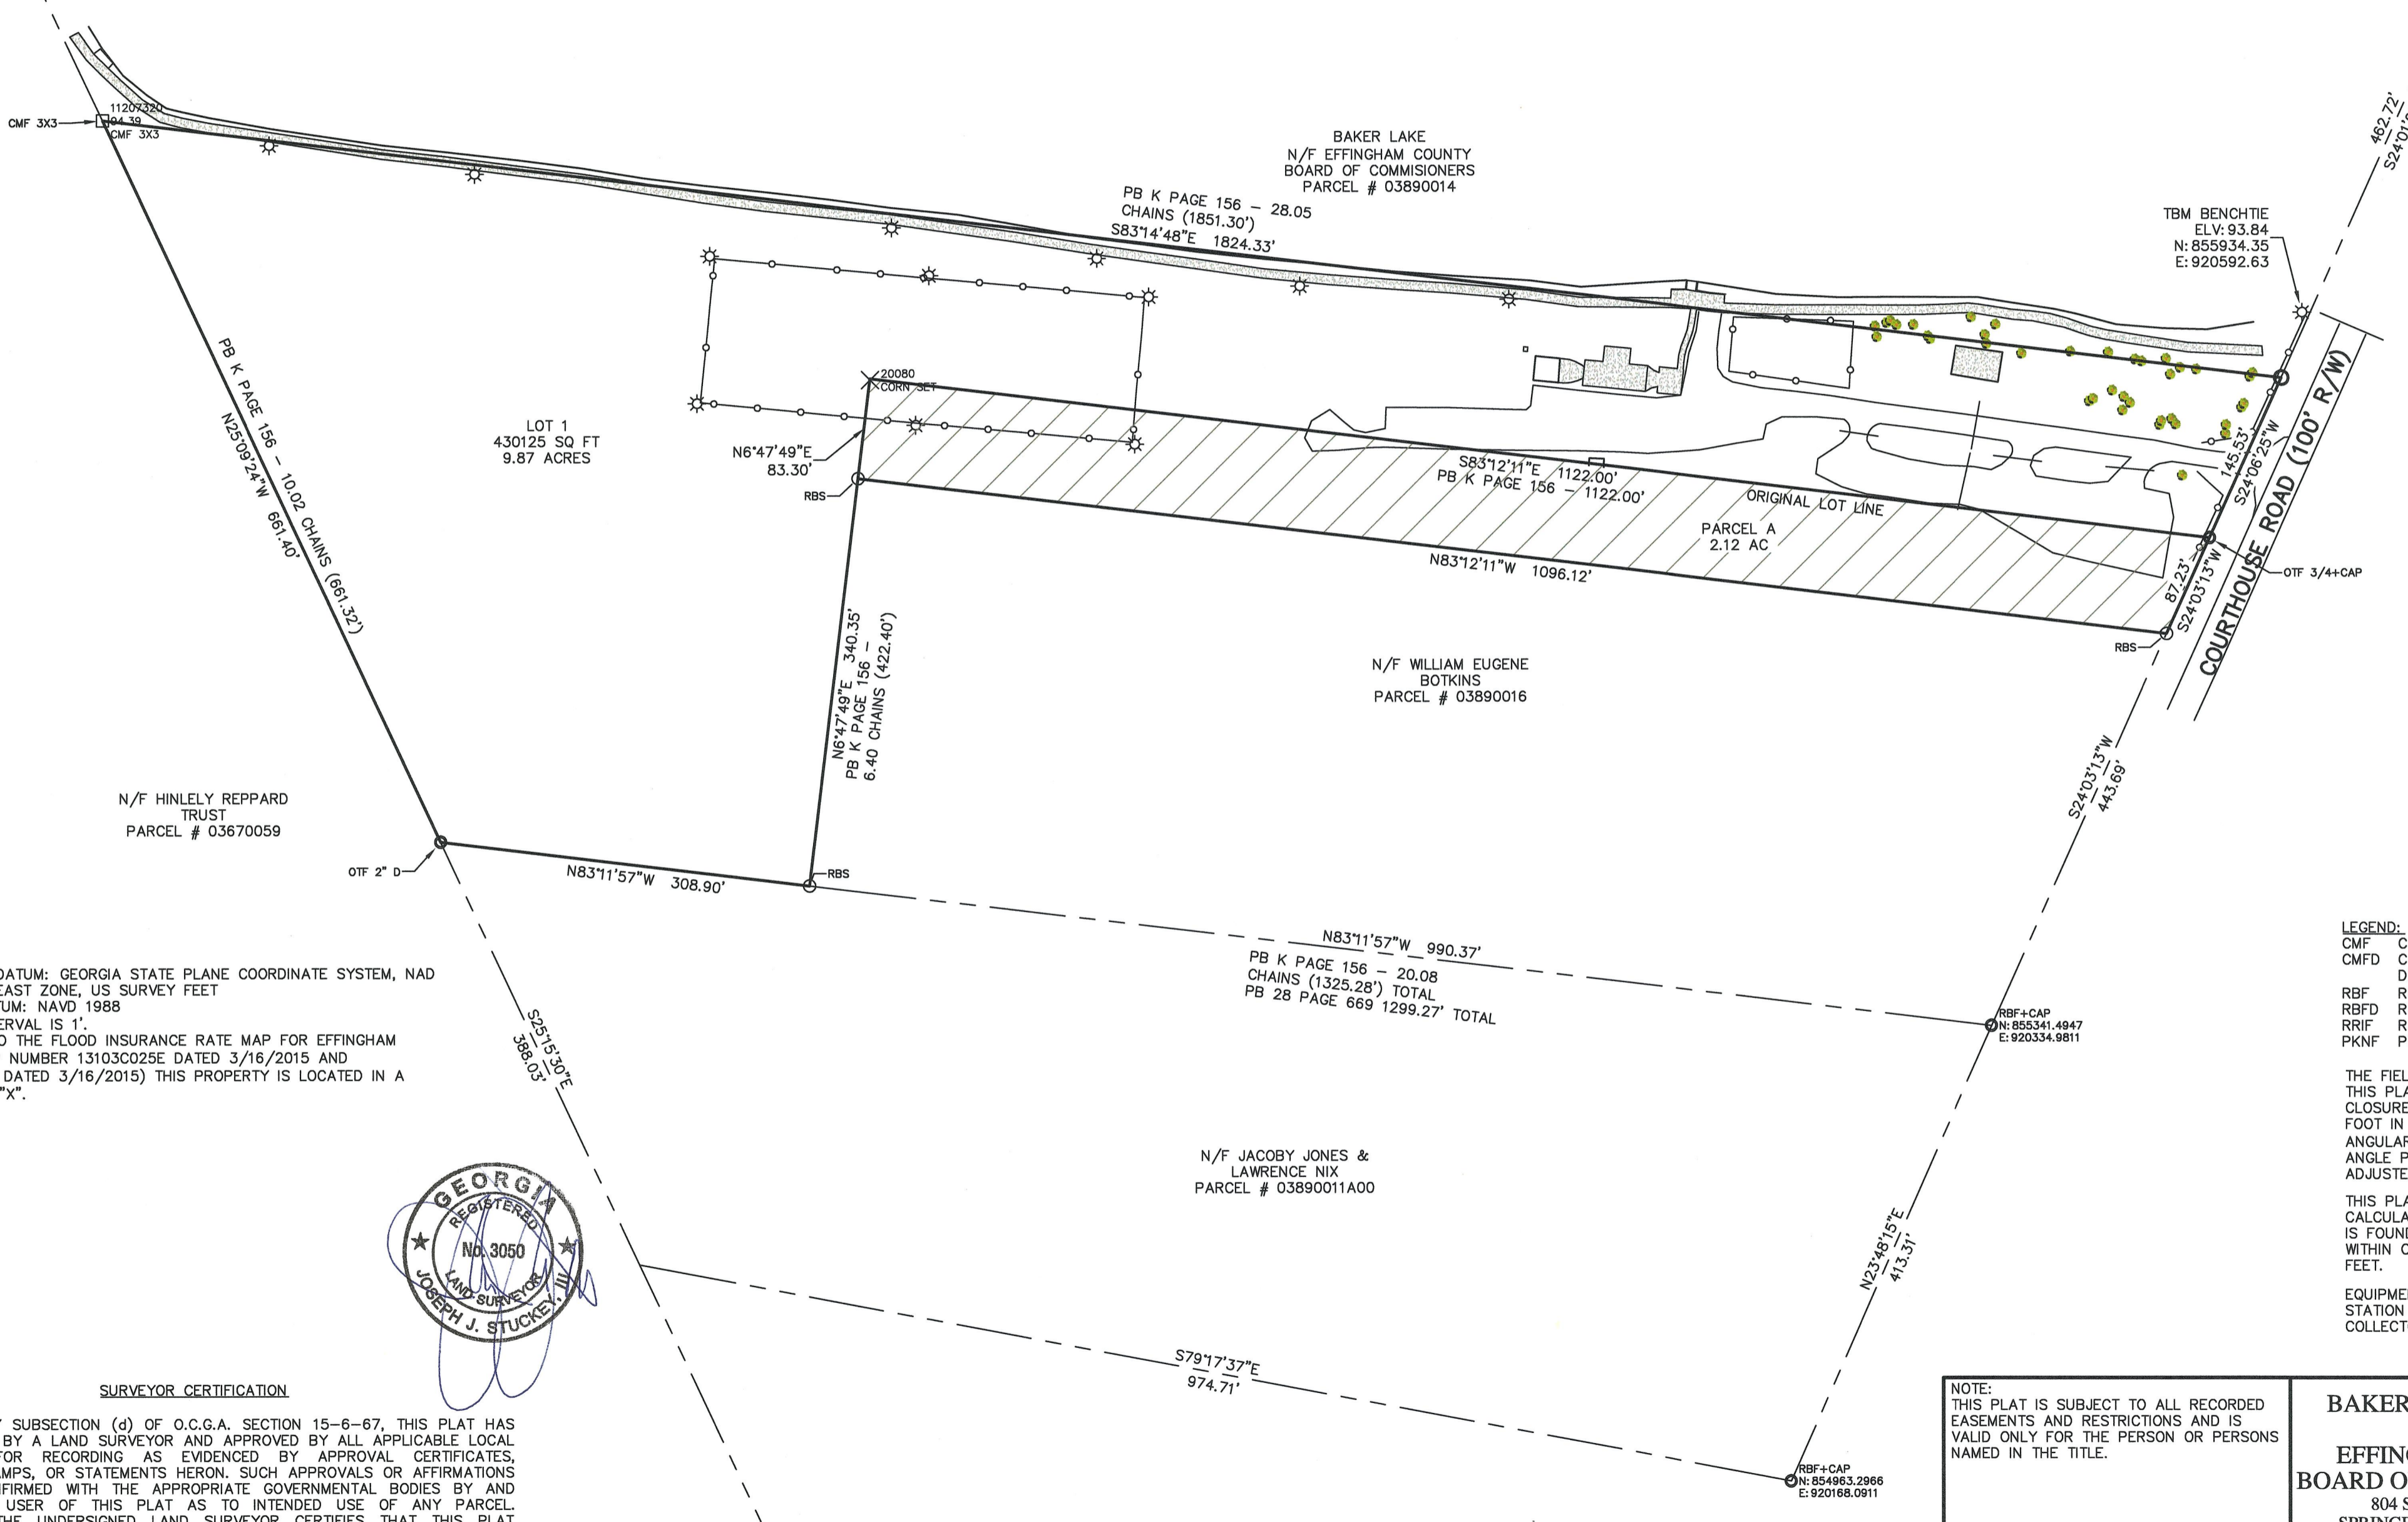 CMF 3X3
11207320
94.39
CMF 3X3
BAKER LAKE
N/F EFFINGHAM COUNTY
BOARD OF COMMISIONERS
PARCEL # 03890014
PB K PAGE 156 - 28.05
CHAINS (1851.30')
S83°14'48"E 1824.33'
462.72'
TBM BENCHTIE
ELV: 93.84
N: 855934.35
E: 920592.63
PB K PAGE 156 - 10.02 CHAINS (661.32')
N25°09'24"W 661.40'
LOT 1
430125 SQ FT
9.87 ACRES
20080
CORN SET
N6°47'49"E
83.30'
RBS
S83°12'11"E 1122.00'
PB K PAGE 156 - 1122.00'
ORIGINAL LOT LINE
PARCEL A
2.12 AC
N83°12'11"W 1096.12'
145.53'
S24°06'25"W
COURTHOUSE ROAD (100' R/W)
87.23'
S24°03'13"W
OTF 3/4+CAP
RBS
N6°47'49"E 340.35'
PB K PAGE 156 -
6.40 CHAINS (422.40')
N/F WILLIAM EUGENE
BOTKINS
PARCEL # 03890016
S24°03'13"W
443.69'
N/F HINLELY REPPARD
TRUST
PARCEL # 03670059
OTF 2" D
N83°11'57"W 308.90'
RBS
N83°11'57"W 990.37'
PB K PAGE 156 - 20.08
CHAINS (1325.28') TOTAL
PB 28 PAGE 669 1299.27' TOTAL
RBF+CAP
N: 855341.4947
E: 920334.9811
DATUM: GEORGIA STATE PLANE COORDINATE SYSTEM, NAD
EAST ZONE, US SURVEY FEET
TUM: NAVD 1988
ERVAL IS 1'.
O THE FLOOD INSURANCE RATE MAP FOR EFFINGHAM
NUMBER 13103C025E DATED 3/16/2015 AND
DATED 3/16/2015) THIS PROPERTY IS LOCATED IN A
"X".
S25°15'30"E
388.03'
N/F JACOBY JONES &
LAWRENCE NIX
PARCEL # 03890011A00
N23°48'15"E
413.31'
S79°17'37"E
974.71'
RBF+CAP
N: 854963.2966
E: 920168.0911
GEORGIA
REGISTERED
No. 3050
LAND SURVEYOR
JOSEPH J. STUCKEY, III
SURVEYOR CERTIFICATION
Y SUBSECTION (d) OF O.C.G.A. SECTION 15-6-67, THIS PLAT HAS
BY A LAND SURVEYOR AND APPROVED BY ALL APPLICABLE LOCAL
FOR RECORDING AS EVIDENCED BY APPROVAL CERTIFICATES,
MPS, OR STATEMENTS HERON. SUCH APPROVALS OR AFFIRMATIONS
NFIRMED WITH THE APPROPRIATE GOVERNMENTAL BODIES BY AND
USER OF THIS PLAT AS TO INTENDED USE OF ANY PARCEL.
THE UNDERSIGNED LAND SURVEYOR CERTIFIES THAT THIS PLAT
LEGEND:
CMF C
CMFD C
D
RBF R
RBFD R
RRIF R
PKNF P
THE FIEL
THIS PLA
CLOSURE
FOOT IN
ANGULAR
ANGLE P
ADJUSTE
THIS PLA
CALCULA
IS FOUND
WITHIN O
FEET.
EQUIPME
STATION
COLLECT
NOTE:
THIS PLAT IS SUBJECT TO ALL RECORDED
EASEMENTS AND RESTRICTIONS AND IS
VALID ONLY FOR THE PERSON OR PERSONS
NAMED IN THE TITLE.
BAKER
EFFING
BOARD O
804 S